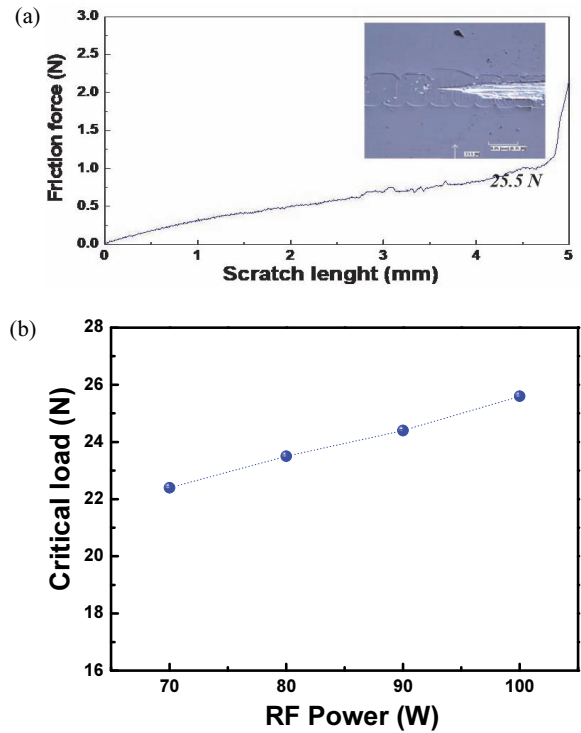 (a)
3.0
2.5
2.0
1.5
1.0
0.5
0.0
Friction force (N)
25.5 N
0 1 2 3 4 5
Scratch lenght (mm)
(b)
28
26
24
22
20
18
16
Critical load (N)
70 80 90 100
RF Power (W)